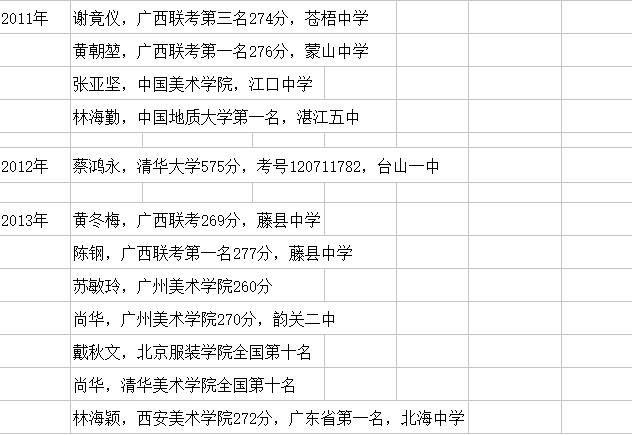 2011年 谢竟仪，广西联考第三名274分，苍梧中学
黄朝堃，广西联考第一名276分，蒙山中学
张亚坚，中国美术学院，江口中学
林海勤，中国地质大学第一名，湛江五中
2012年 蔡鸿永，清华大学575分，考号120711782，台山一中
2013年 黄冬梅，广西联考269分，藤县中学
陈钢，广西联考第一名277分，藤县中学
苏敏玲，广州美术学院260分
尚华，广州美术学院270分，韵关二中
戴秋文，北京服装学院全国第十名
尚华，清华美术学院全国第十名
林海颖，西安美术学院272分，广东省第一名，北海中学